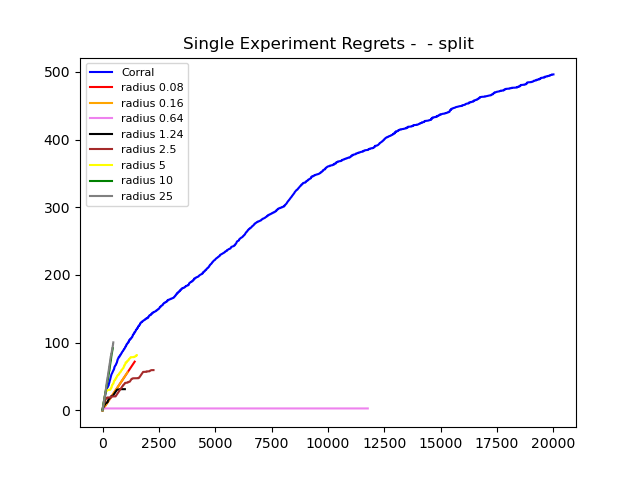 Single Experiment Regrets -  - split
Corral
radius 0.08
radius 0.16
radius 0.64
radius 1.24
radius 2.5
radius 5
radius 10
radius 25
500
400
300
200
100
0
0 2500 5000 7500 10000 12500 15000 17500 20000